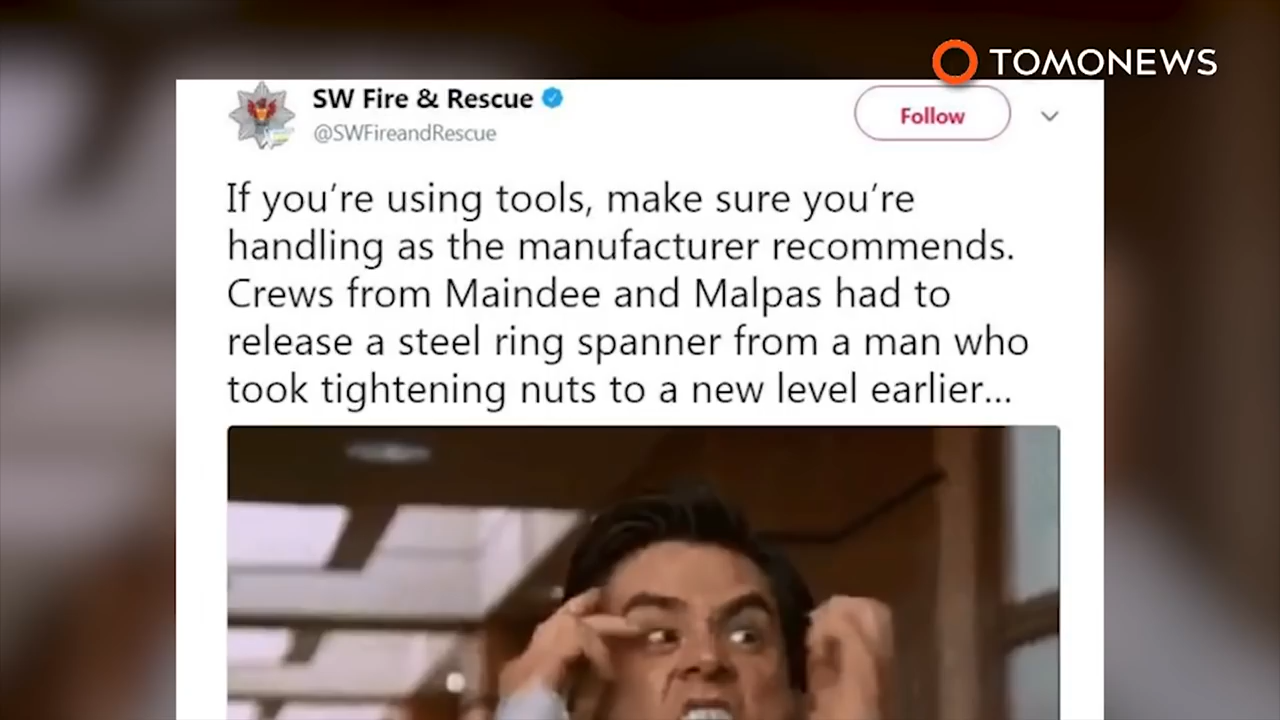 TOMONEWS
SW Fire & Rescue
@SWFireandRescue
Follow
If you're using tools, make sure you're
handling as the manufacturer recommends.
Crews from Maindee and Malpas had to
release a steel ring spanner from a man who
took tightening nuts to a new level earlier...